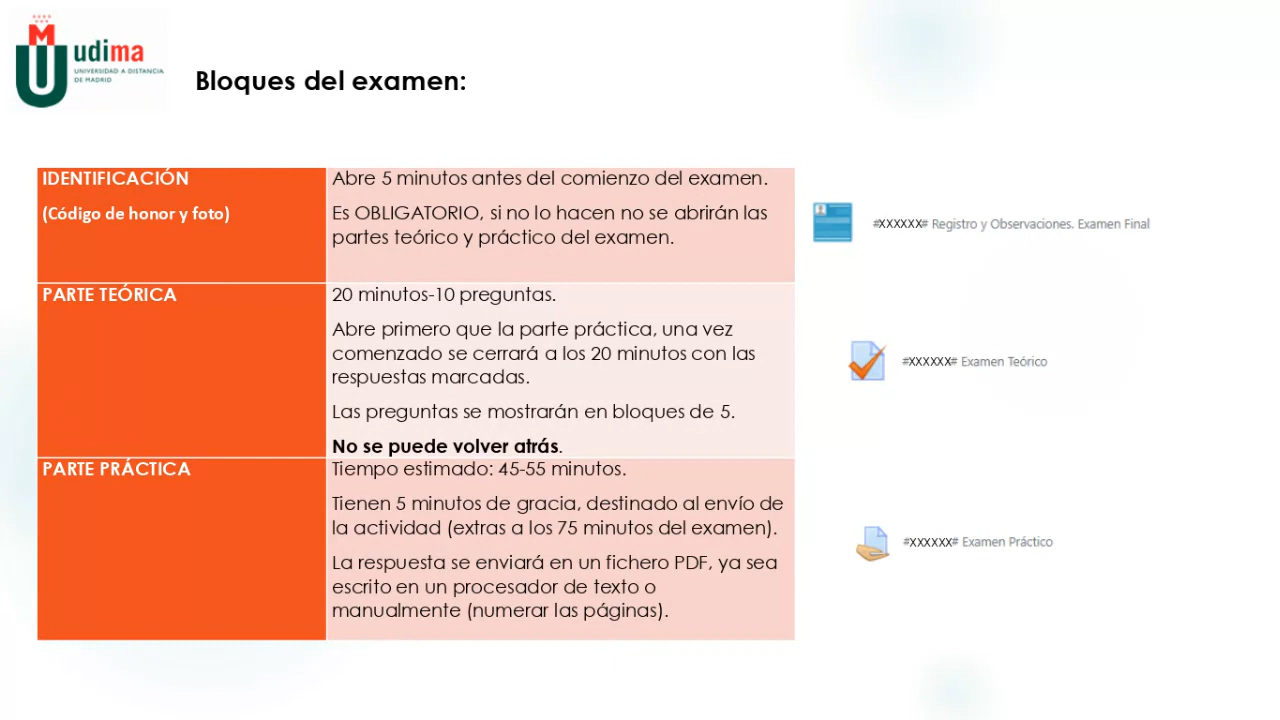 udima
UNIVERSIDAD A DISTANCIA
DE MADRID
Bloques del examen:
IDENTIFICACIÓN
(Código de honor y foto)
Abre 5 minutos antes del comienzo del examen.
Es OBLIGATORIO, si no lo hacen no se abrirán las
partes teórico y práctico del examen.
#XXXXXX# Registro y Observaciones. Examen Final
PARTE TEÓRICA
20 minutos-10 preguntas.
Abre primero que la parte práctica, una vez
comenzado se cerrará a los 20 minutos con las
respuestas marcadas.
Las preguntas se mostrarán en bloques de 5.
No se puede volver atrás.
#XXXXXX# Examen Teórico
PARTE PRÁCTICA
Tiempo estimado: 45-55 minutos.
Tienen 5 minutos de gracia, destinado al envío de
la actividad (extras a los 75 minutos del examen).
La respuesta se enviará en un fichero PDF, ya sea
escrito en un procesador de texto o
manualmente (numerar las páginas).
#XXXXXX# Examen Práctico